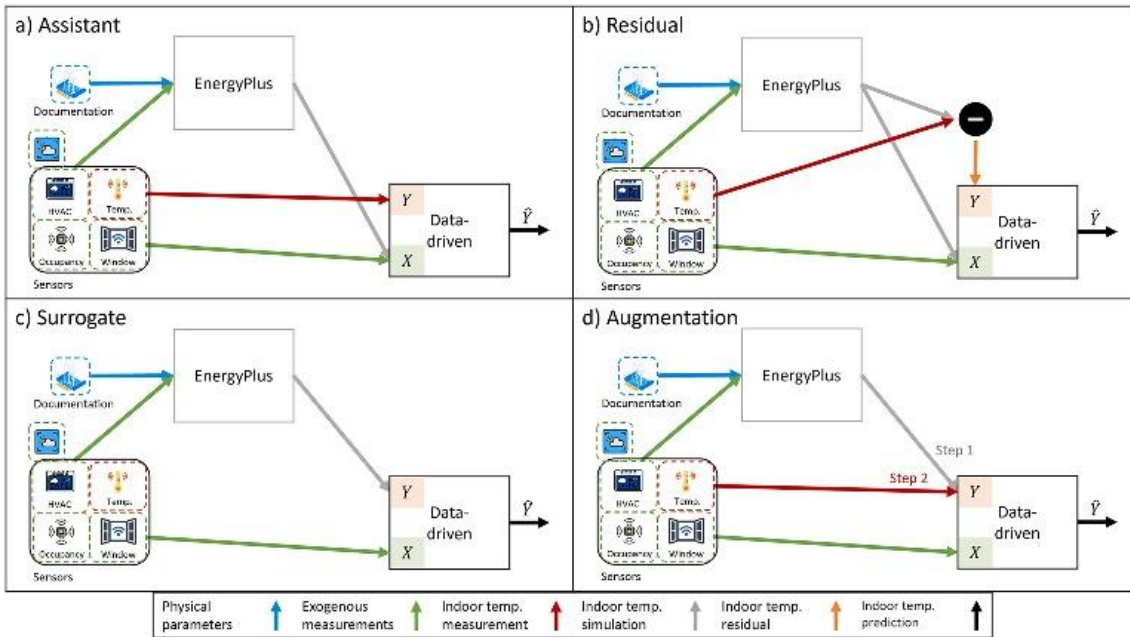 a) Assistant
EnergyPlus
Documentation
HVAC
Temp.
Occupancy
Window
Sensors
Y
X
Data-
driven
Ŷ
b) Residual
EnergyPlus
Documentation
HVAC
Temp.
Occupancy
Window
Sensors
−
Y
X
Data-
driven
Ŷ
c) Surrogate
EnergyPlus
Documentation
HVAC
Temp.
Occupancy
Window
Sensors
Y
X
Data-
driven
Ŷ
d) Augmentation
EnergyPlus
Documentation
Step 1
Step 2
HVAC
Temp.
Occupancy
Window
Sensors
Y
X
Data-
driven
Ŷ
Physical
parameters
Exogenous
measurements
Indoor temp.
measurement
Indoor temp.
simulation
Indoor temp.
residual
Indoor temp.
prediction